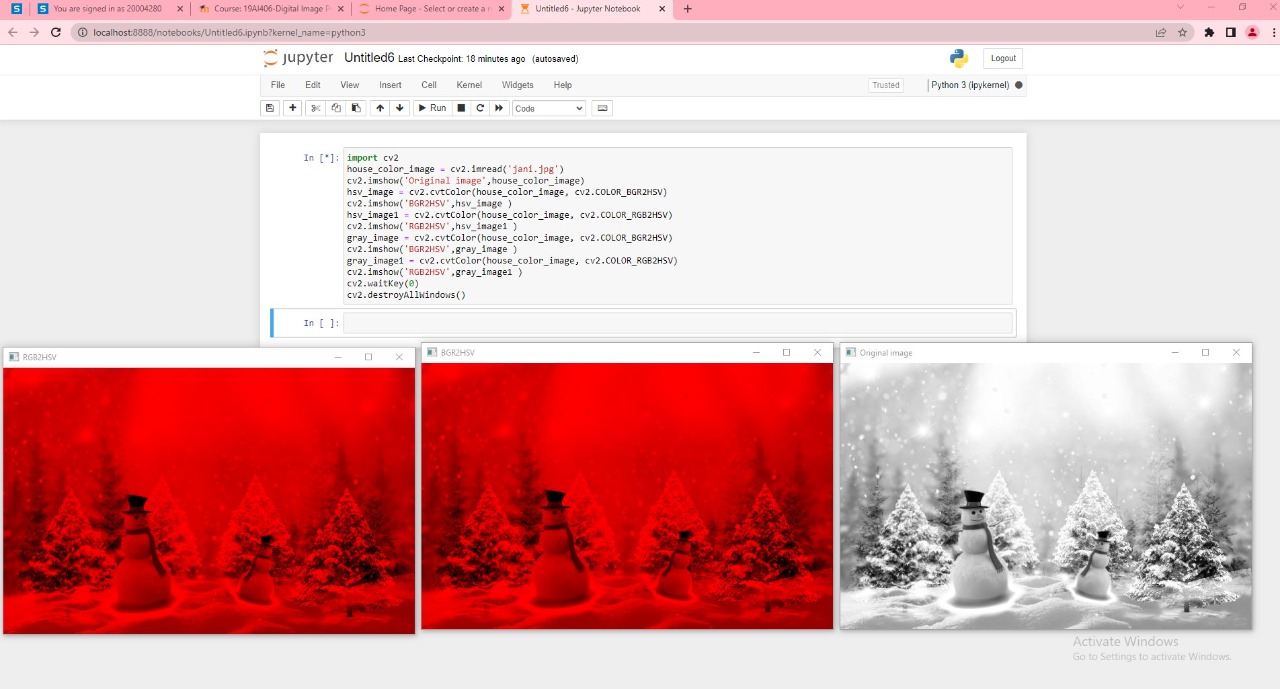 You are signed in as 20004280
Course: 19AI406-Digital Image P
Home Page - Select or create a n
Untitled6 - Jupyter Notebook
localhost:8888/notebooks/Untitled6.ipynb?kernel_name=python3
jupyter Untitled6 Last Checkpoint: 18 minutes ago (autosaved)
Logout
File Edit View Insert Cell Kernel Widgets Help
Trusted
Python 3 (ipykernel)
Run
Code
In [*]:
import cv2
house_color_image = cv2.imread('jani.jpg')
cv2.imshow('Original image',house_color_image)
hsv_image = cv2.cvtColor(house_color_image, cv2.COLOR_BGR2HSV)
cv2.imshow('BGR2HSV',hsv_image )
hsv_image1 = cv2.cvtColor(house_color_image, cv2.COLOR_RGB2HSV)
cv2.imshow('RGB2HSV',hsv_image1 )
gray_image = cv2.cvtColor(house_color_image, cv2.COLOR_BGR2HSV)
cv2.imshow('BGR2HSV',gray_image )
gray_image1 = cv2.cvtColor(house_color_image, cv2.COLOR_RGB2HSV)
cv2.imshow('RGB2HSV',gray_image1 )
cv2.waitKey(0)
cv2.destroyAllWindows()
In [ ]:
RGB2HSV
BGR2HSV
Original image
Activate Windows
Go to Settings to activate Windows.